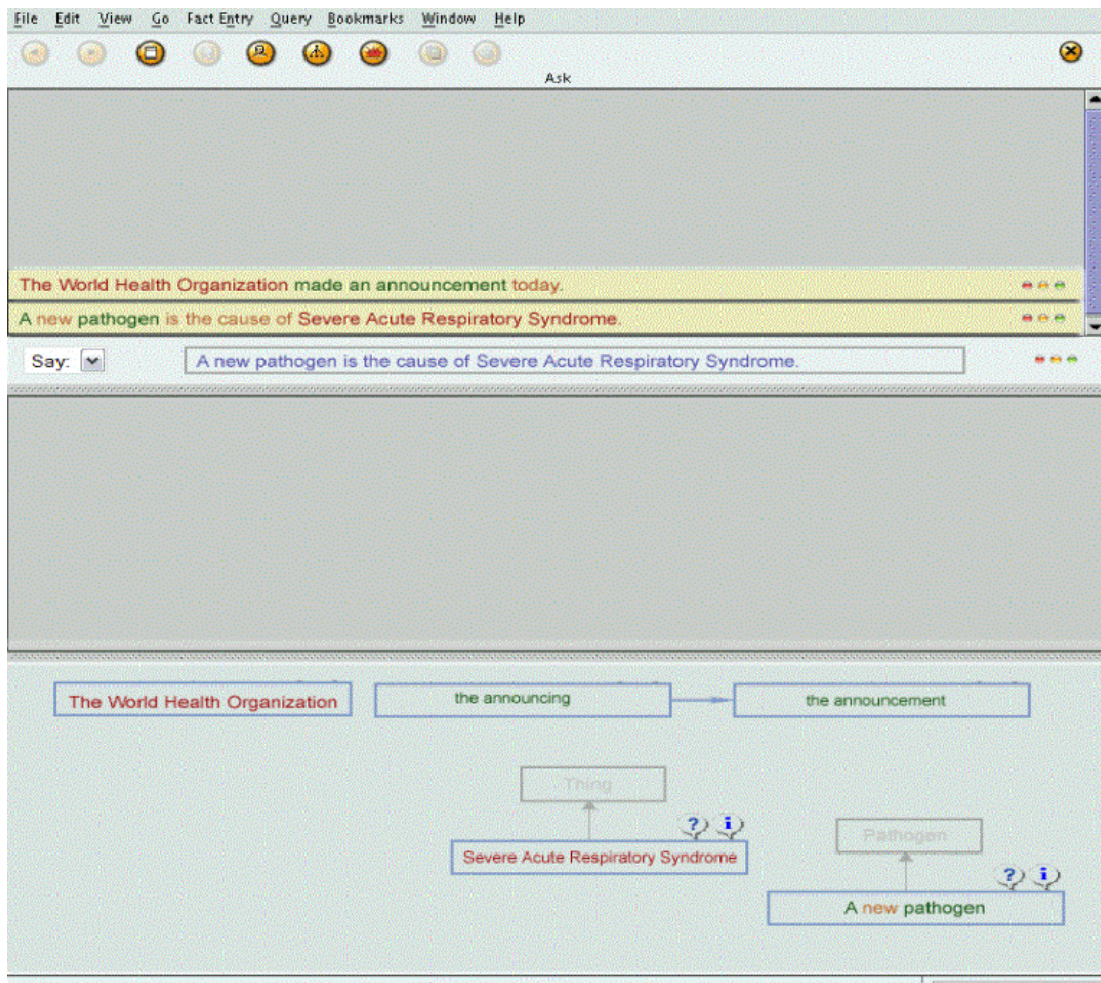 File Edit View Go Fact Entry Query Bookmarks Window Help
Ask
The World Health Organization made an announcement today.
A new pathogen is the cause of Severe Acute Respiratory Syndrome.
Say: A new pathogen is the cause of Severe Acute Respiratory Syndrome.
The World Health Organization the announcing the announcement
Thing
? i
Severe Acute Respiratory Syndrome
Pathogen
? i
A new pathogen